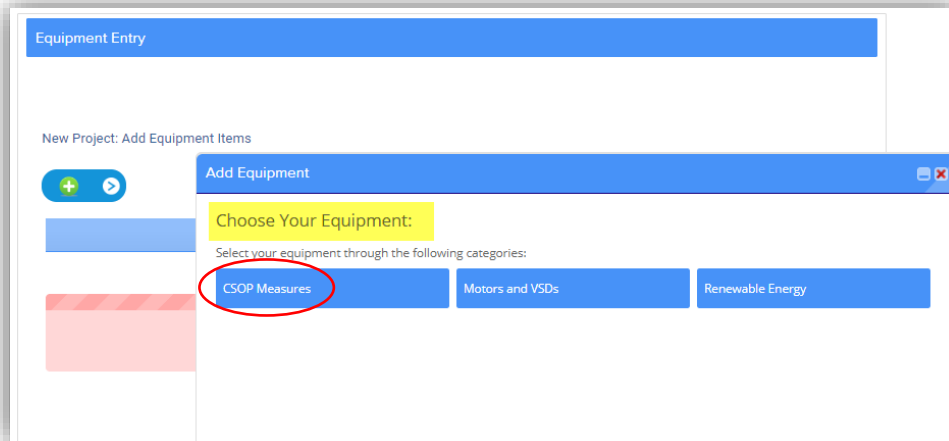 Equipment Entry
New Project: Add Equipment Items
Add Equipment
Choose Your Equipment:
Select your equipment through the following categories:
CSOP Measures
Motors and VSDs
Renewable Energy